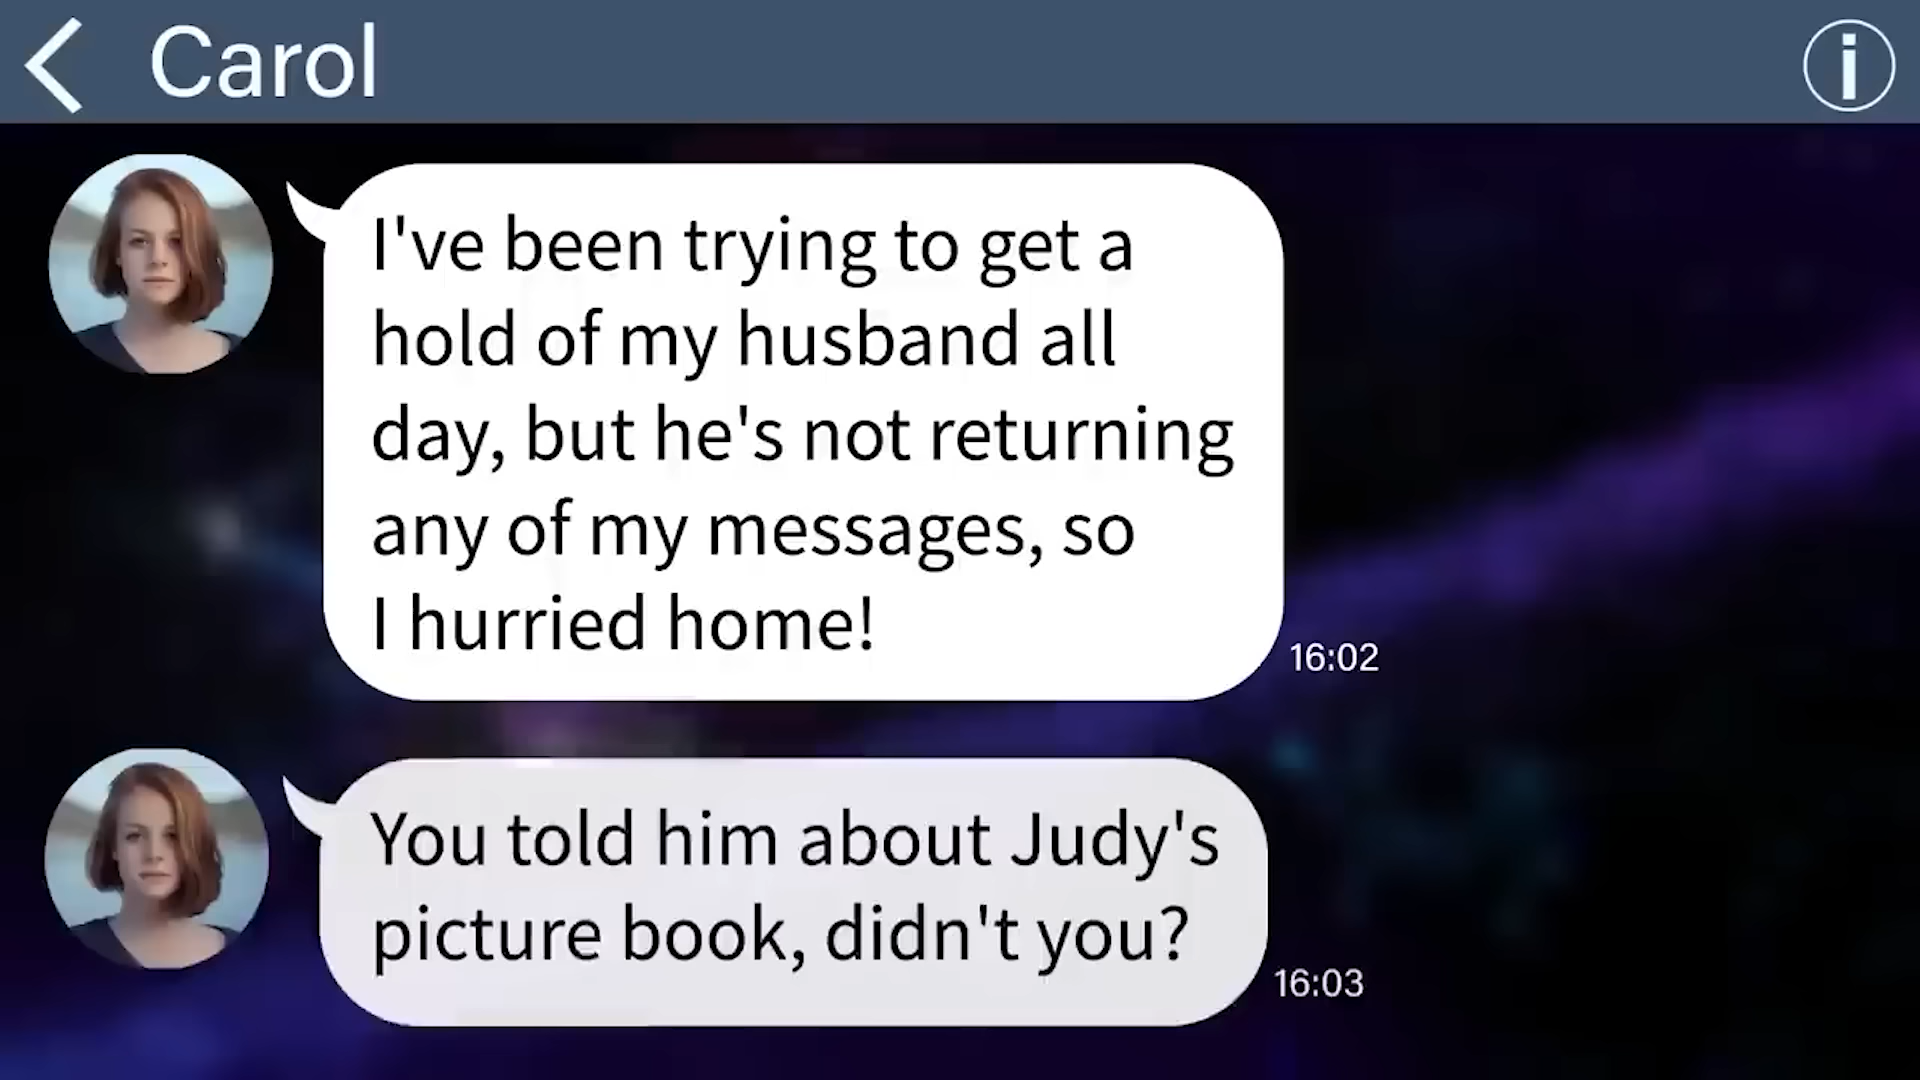 Carol
I've been trying to get a
hold of my husband all
day, but he's not returning
any of my messages, so
I hurried home!
16:02
You told him about Judy's
picture book, didn't you?
16:03